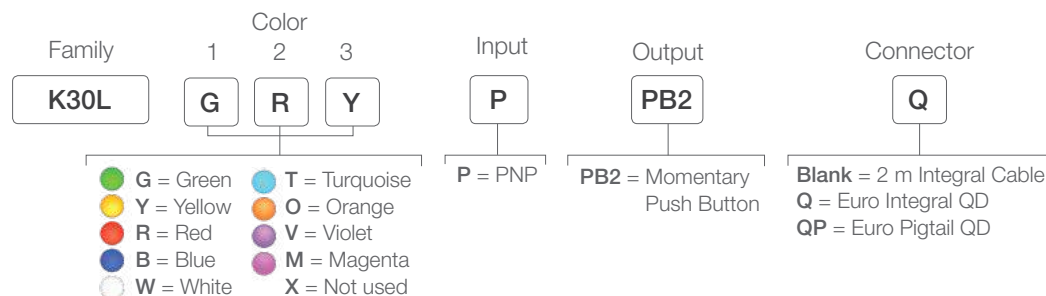 Color
Family 1 2 3 Input Output Connector
K30L G R Y P PB2 Q
G = Green
Y = Yellow
R = Red
B = Blue
W = White
T = Turquoise
O = Orange
V = Violet
M = Magenta
X = Not used
P = PNP
PB2 = Momentary
Push Button
Blank = 2 m Integral Cable
Q = Euro Integral QD
QP = Euro Pigtail QD